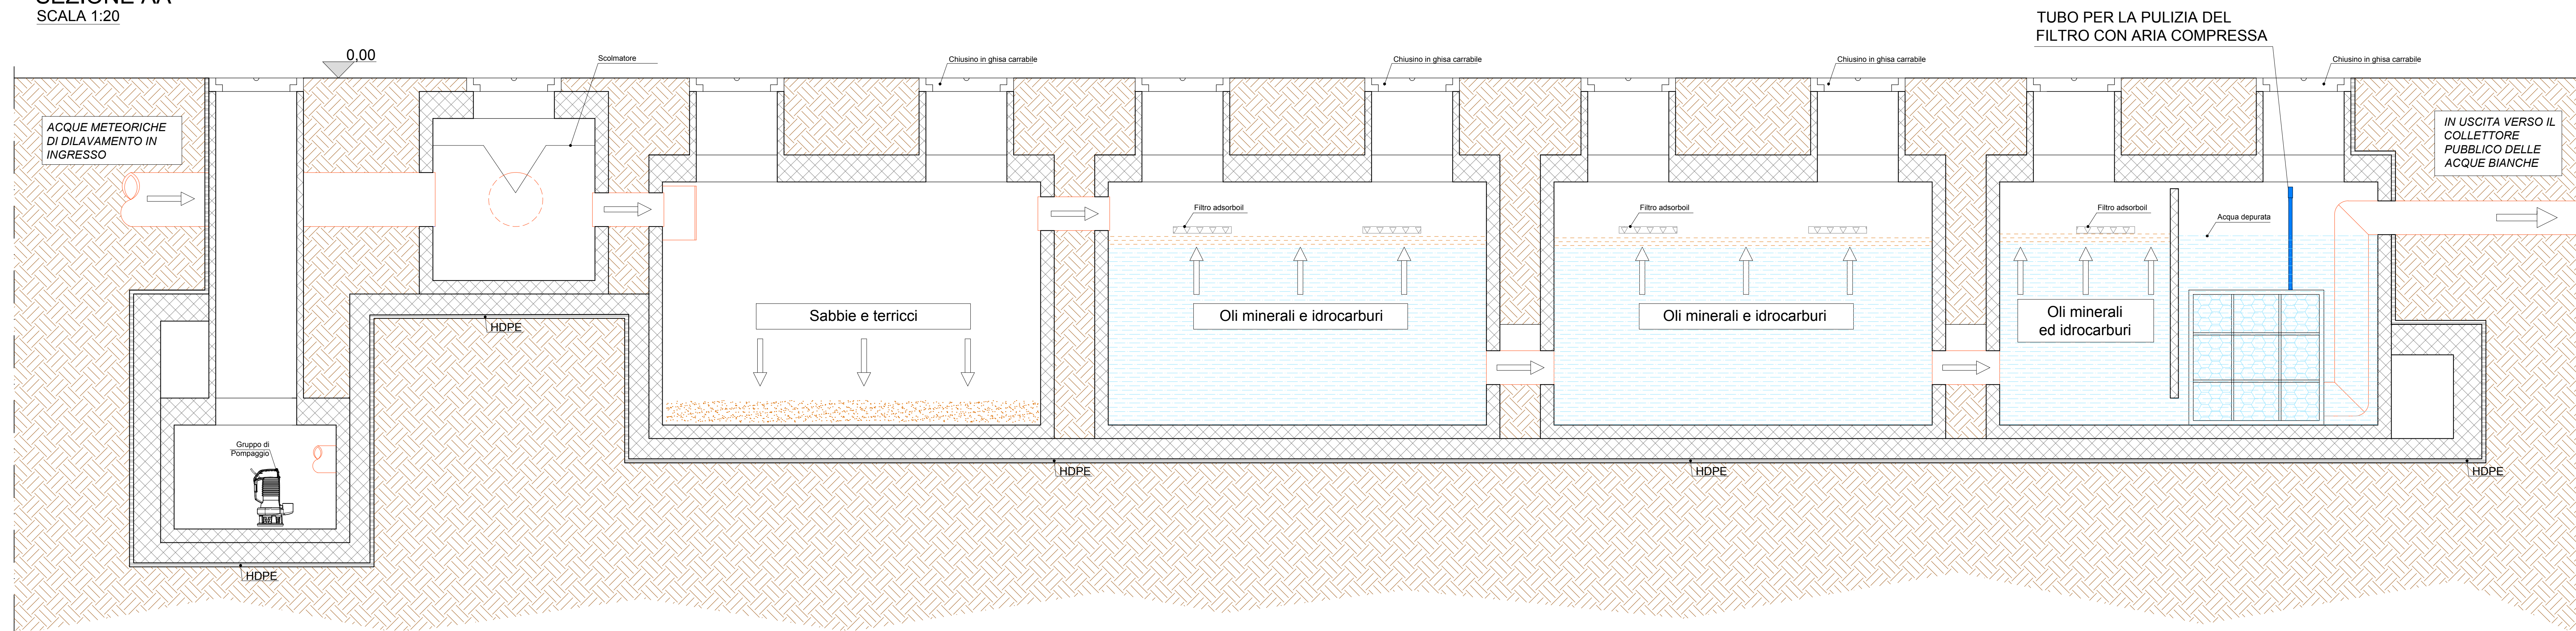 SEZIONE AA
SCALA 1:20
0,00
Scolmatore
Chiusino in ghisa carrabile
Chiusino in ghisa carrabile
Chiusino in ghisa carrabile
TUBO PER LA PULIZIA DEL
FILTRO CON ARIA COMPRESSA
Chiusino in ghisa carrabile
ACQUE METEORICHE
DI DILAVAMENTO IN
INGRESSO
IN USCITA VERSO IL
COLLETTORE
PUBBLICO DELLE
ACQUE BIANCHE
Filtro adsorboil
Filtro adsorboil
Filtro adsorboil
Acqua depurata
Sabbie e terricci
Oli minerali e idrocarburi
Oli minerali e idrocarburi
Oli minerali
ed idrocarburi
HDPE
Gruppo di
Pompaggio
HDPE
HDPE
HDPE
HDPE